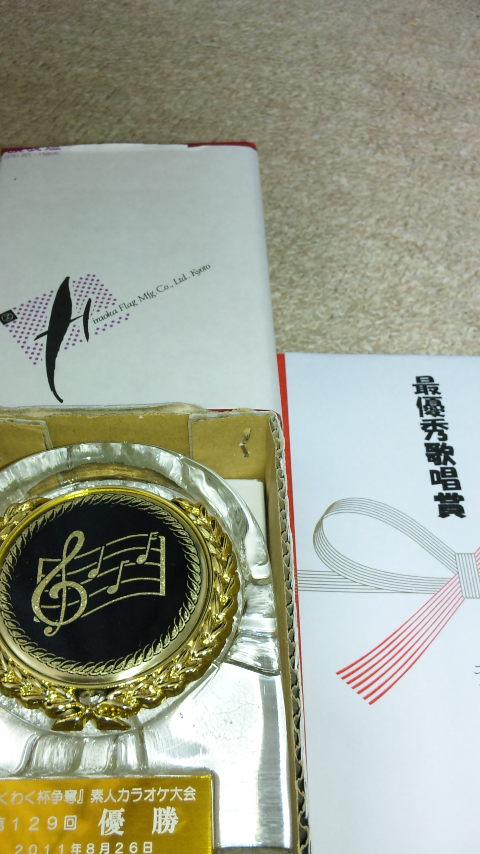 Hiraoka Flag Mfg Co., Ltd. Kyoto
最優秀歌唱賞
くわく杯争奪』素人カラオケ大会
第129回 優勝
2011年8月26日